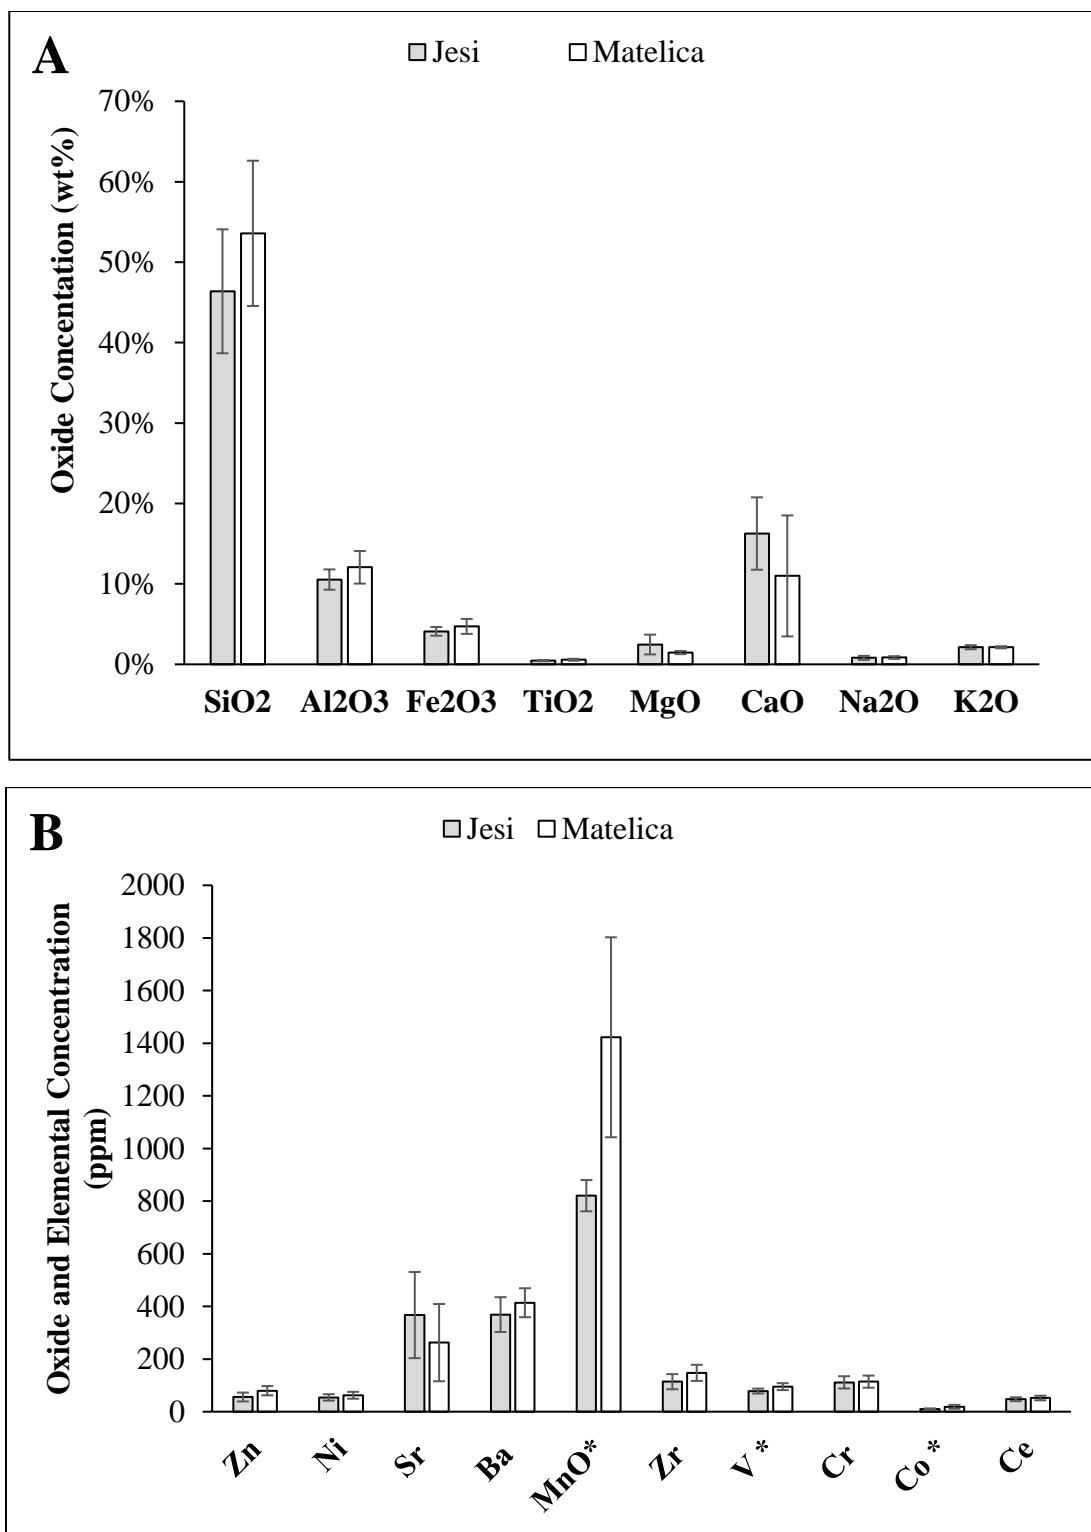 A
Jesi Matelica
Oxide Concentation (wt%)
70%
60%
50%
40%
30%
20%
10%
0%
SiO2 Al2O3 Fe2O3 TiO2 MgO CaO Na2O K2O
B
Jesi Matelica
Oxide and Elemental Concentration
(ppm)
2000
1800
1600
1400
1200
1000
800
600
400
200
0
Zn Ni Sr Ba MnO* Zr V * Cr Co * Ce